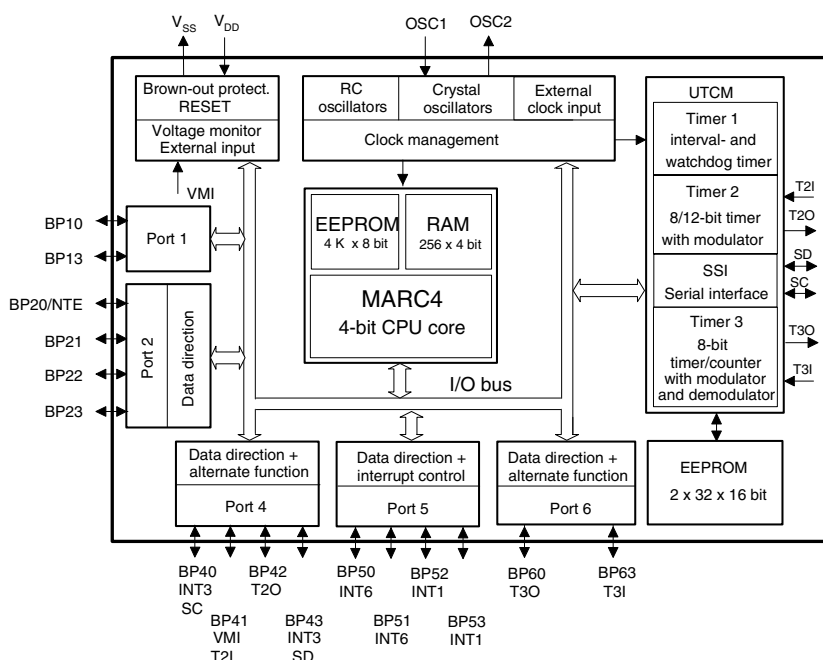 VSS
VDD
OSC1
OSC2
Brown-out protect.
RESET
Voltage monitor
External input
VMI
RC
oscillators
Crystal
oscillators
External
clock input
Clock management
UTCM
Timer 1
interval- and
watchdog timer
Timer 2
8/12-bit timer
with modulator
SSI
Serial interface
Timer 3
8-bit
timer/counter
with modulator
and demodulator
T2I
T2O
SD
SC
T3O
T3I
EEPROM
4 K x 8 bit
RAM
256 x 4 bit
MARC4
4-bit CPU core
I/O bus
BP10
BP13
Port 1
BP20/NTE
BP21
BP22
BP23
Port 2
Data direction
Data direction +
alternate function
Port 4
Data direction +
interrupt control
Port 5
Data direction +
alternate function
Port 6
EEPROM
2 x 32 x 16 bit
BP40
INT3
SC
BP41
VMI
T2I
BP42
T2O
BP43
INT3
SD
BP50
INT6
BP51
INT6
BP52
INT1
BP53
INT1
BP60
T3O
BP63
T3I